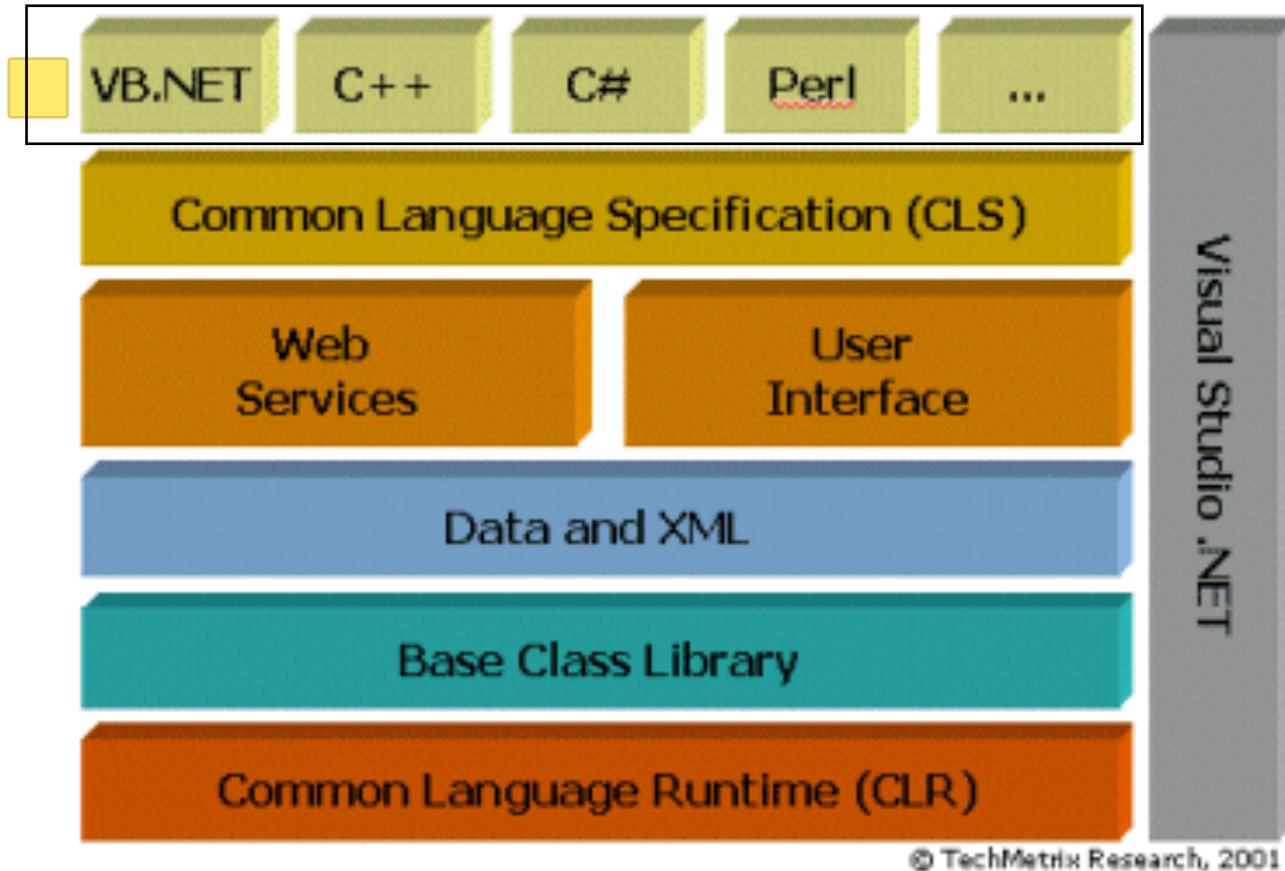 VB.NET C++ C# Perl ...
Common Language Specification (CLS)
Web
Services
User
Interface
Data and XML
Base Class Library
Common Language Runtime (CLR)
Visual Studio .NET
© TechMetrix Research, 2001